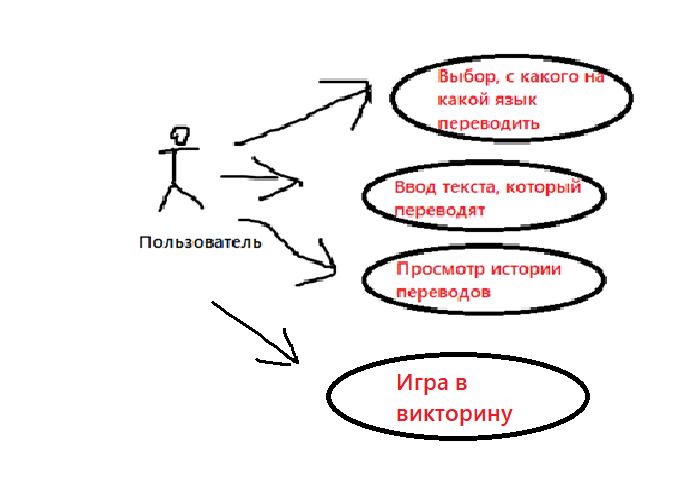 Выбор, с какого на
какой язык
переводить
Ввод текста, который
переводят
Пользователь
Просмотр истории
переводов
Игра в
викторину